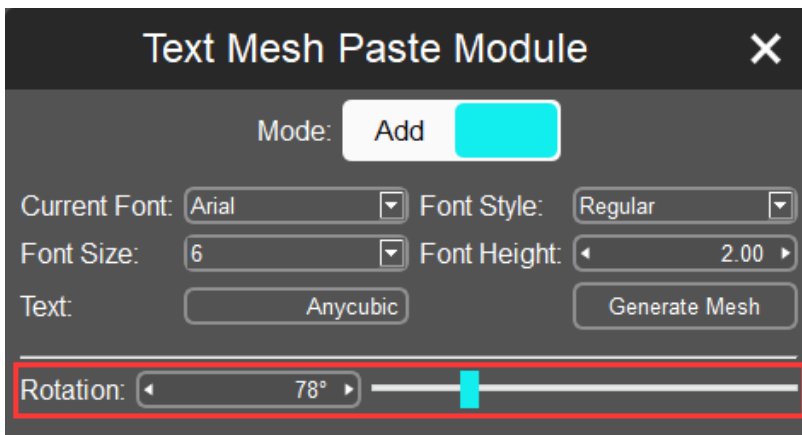 Text Mesh Paste Module
Mode: Add
Current Font: Arial Font Style: Regular
Font Size: 6 Font Height: 2.00
Text: Anycubic Generate Mesh
Rotation: 78°